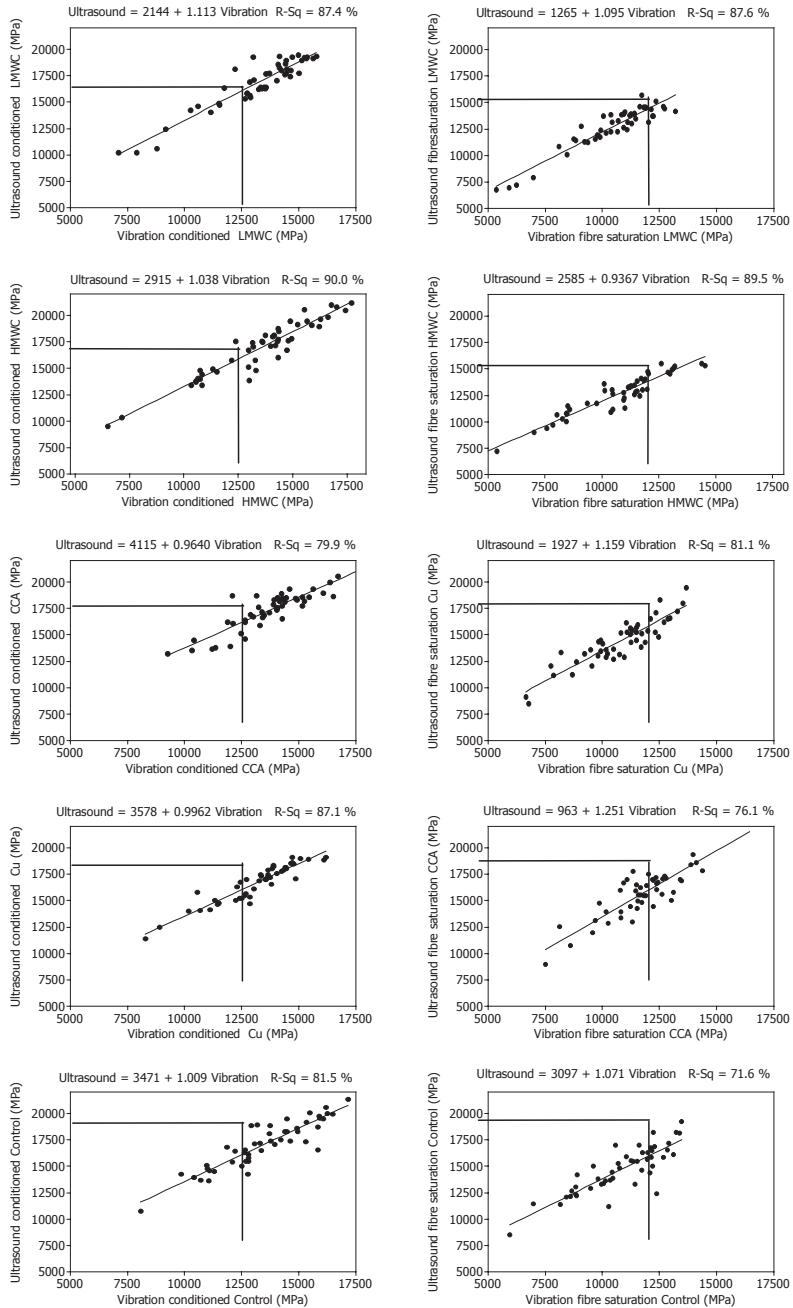 Ultrasound = 2144 + 1.113 Vibration R-Sq = 87.4 %
Ultrasound conditioned LMWC (MPa)
20000
17500
15000
12500
10000
7500
5000
5000 7500 10000 12500 15000 17500
Vibration conditioned LMWC (MPa)
Ultrasound = 1265 + 1.095 Vibration R-Sq = 87.6 %
Ultrasound fibresaturation LMWC (MPa)
20000
17500
15000
12500
10000
7500
5000
5000 7500 10000 12500 15000 17500
Vibration fibre saturation LMWC (MPa)
Ultrasound = 2915 + 1.038 Vibration R-Sq = 90.0 %
Ultrasound conditioned HMWC (MPa)
20000
17500
15000
12500
10000
7500
5000
5000 7500 10000 12500 15000 17500
Vibration conditioned HMWC (MPa)
Ultrasound = 2585 + 0.9367 Vibration R-Sq = 89.5 %
Ultrasound fibre saturation HMWC (MPa)
20000
17500
15000
12500
10000
7500
5000
5000 7500 10000 12500 15000 17500
Vibration fibre saturation HMWC (MPa)
Ultrasound = 4115 + 0.9640 Vibration R-Sq = 79.9 %
Ultrasound conditioned CCA (MPa)
20000
17500
15000
12500
10000
7500
5000
5000 7500 10000 12500 15000 17500
Vibration conditioned CCA (MPa)
Ultrasound = 1927 + 1.159 Vibration R-Sq = 81.1 %
Ultrasound fibre saturation Cu (MPa)
20000
17500
15000
12500
10000
7500
5000
5000 7500 10000 12500 15000 17500
Vibration fibre saturation Cu (MPa)
Ultrasound = 3578 + 0.9962 Vibration R-Sq = 87.1 %
Ultrasound conditioned Cu (MPa)
20000
17500
15000
12500
10000
7500
5000
5000 7500 10000 12500 15000 17500
Vibration conditioned Cu (MPa)
Ultrasound = 963 + 1.251 Vibration R-Sq = 76.1 %
Ultrasound fibre saturation CCA (MPa)
20000
17500
15000
12500
10000
7500
5000
5000 7500 10000 12500 15000 17500
Vibration fibre saturation CCA (MPa)
Ultrasound = 3471 + 1.009 Vibration R-Sq = 81.5 %
Ultrasound conditioned Control (MPa)
20000
17500
15000
12500
10000
7500
5000
5000 7500 10000 12500 15000 17500
Vibration conditioned Control (MPa)
Ultrasound = 3097 + 1.071 Vibration R-Sq = 71.6 %
Ultrasound fibre saturation Control (MPa)
20000
17500
15000
12500
10000
7500
5000
5000 7500 10000 12500 15000 17500
Vibration fibre saturation Control (MPa)